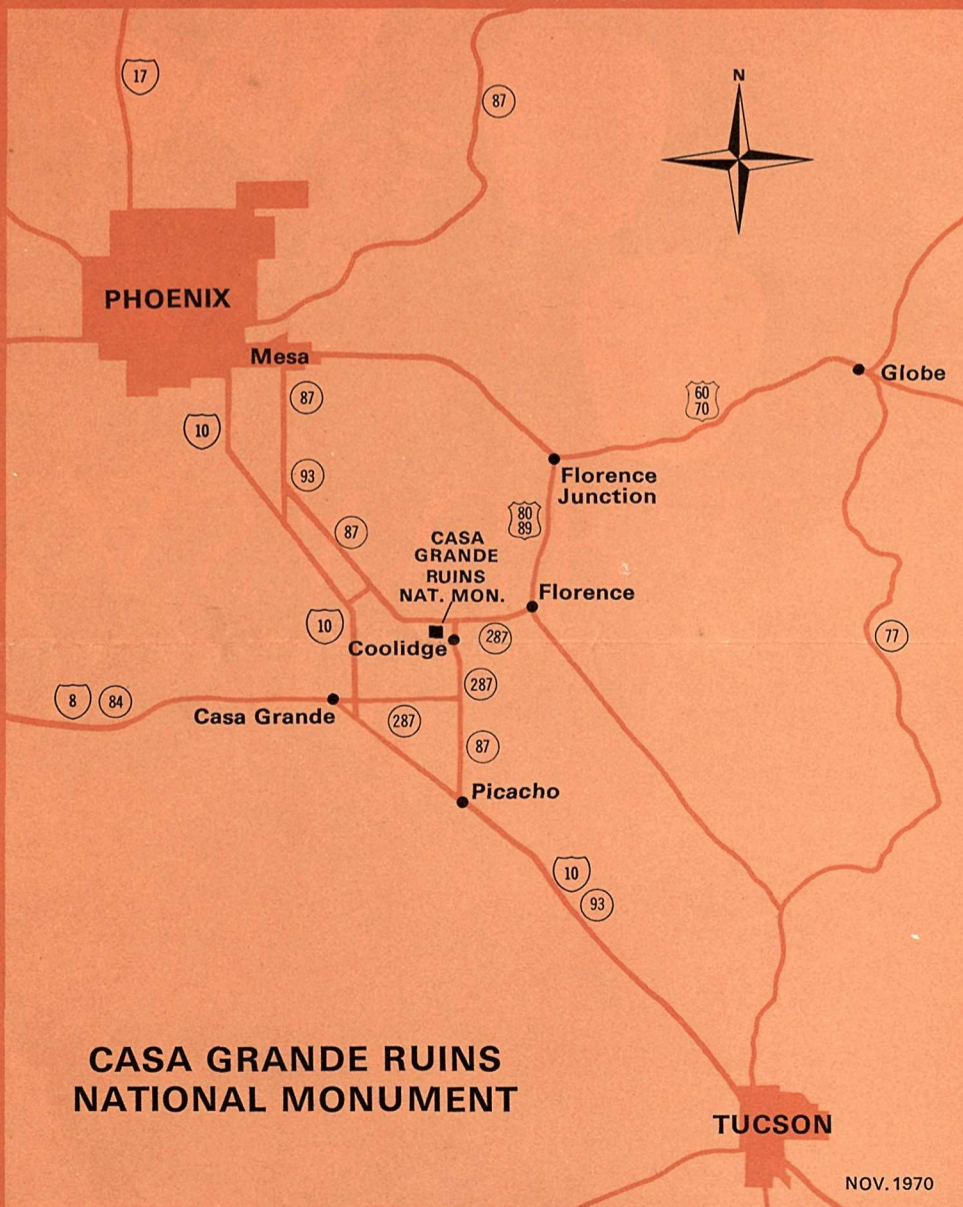 17
87
N
PHOENIX
Mesa
Globe
87
60
70
10
Florence
Junction
93
80
89
87
CASA
GRANDE
RUINS
NAT. MON.
Florence
10
287
77
Coolidge
287
8
84
Casa Grande
287
87
Picacho
10
93
CASA GRANDE RUINS
NATIONAL MONUMENT
TUCSON
NOV. 1970